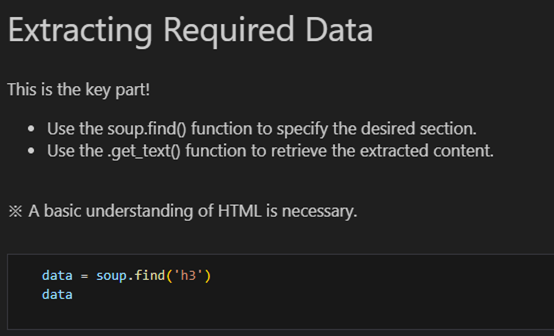 Extracting Required Data
This is the key part!
• Use the soup.find() function to specify the desired section.
• Use the .get_text() function to retrieve the extracted content.
※ A basic understanding of HTML is necessary.
data = soup.find('h3')
data